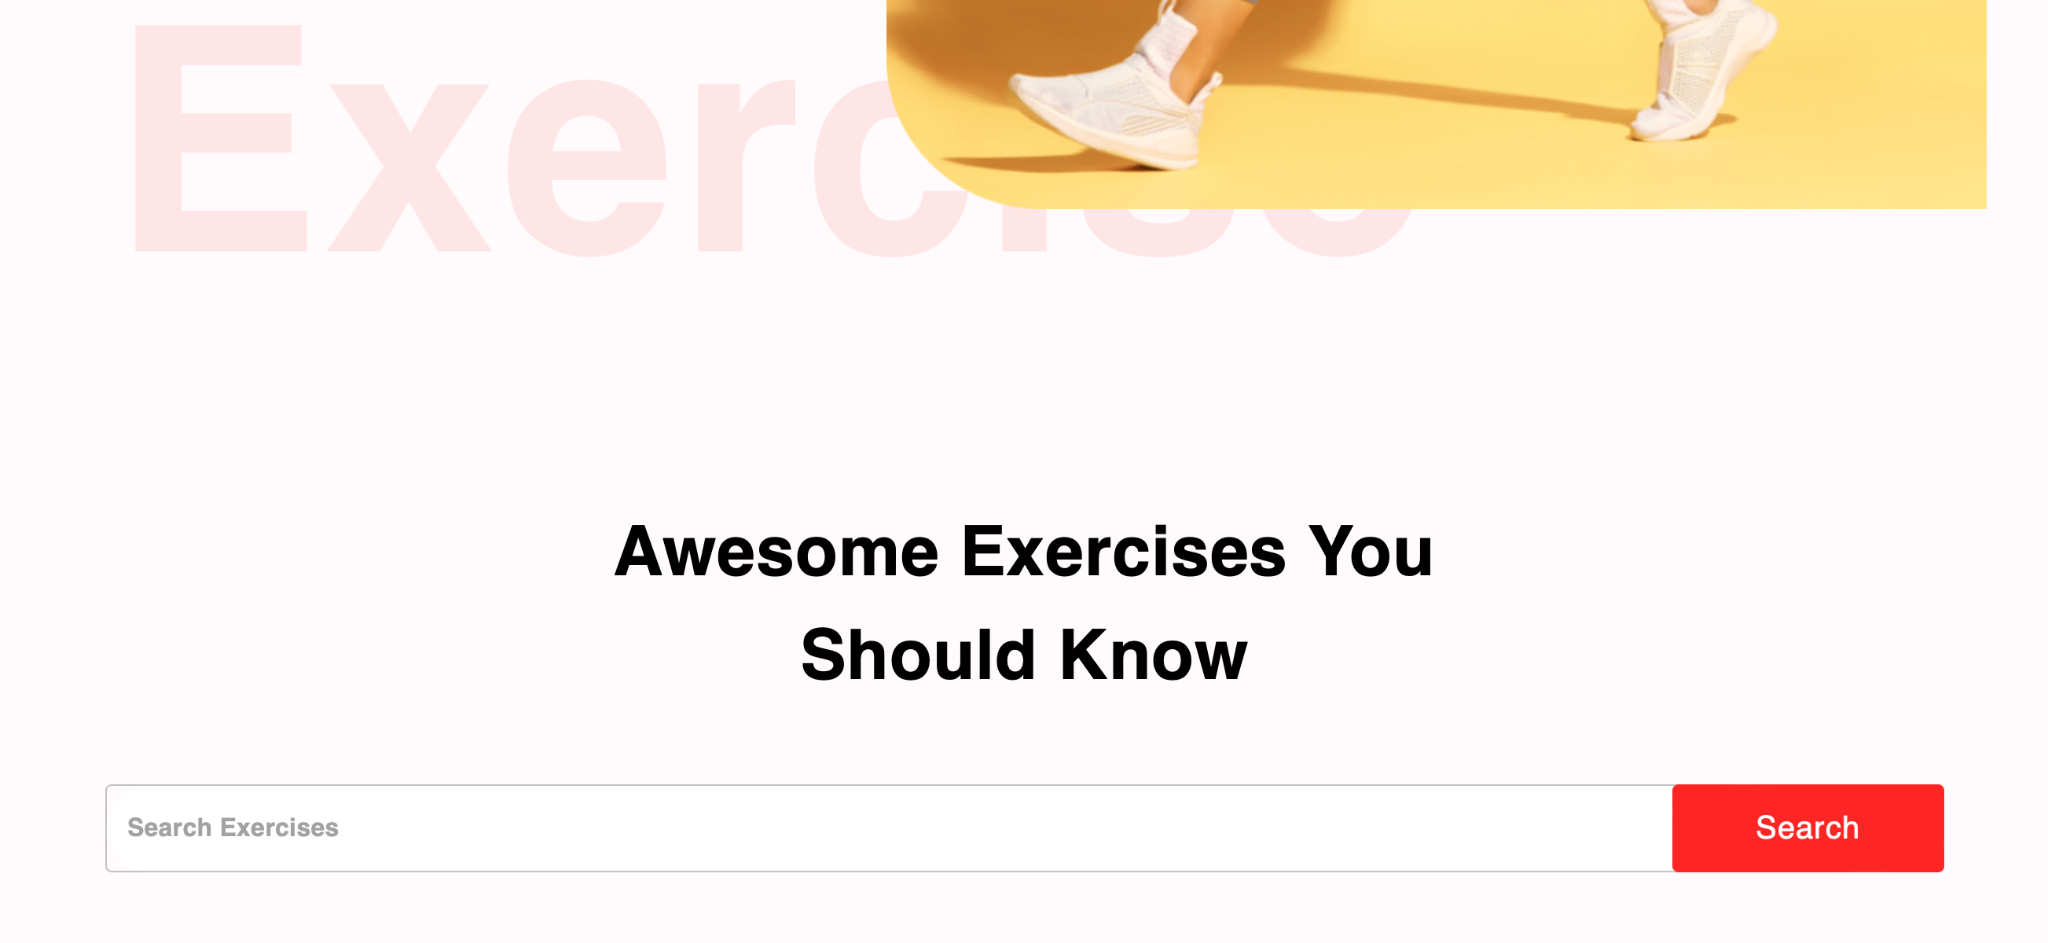 Exercise
Awesome Exercises You
Should Know
Search Exercises
Search